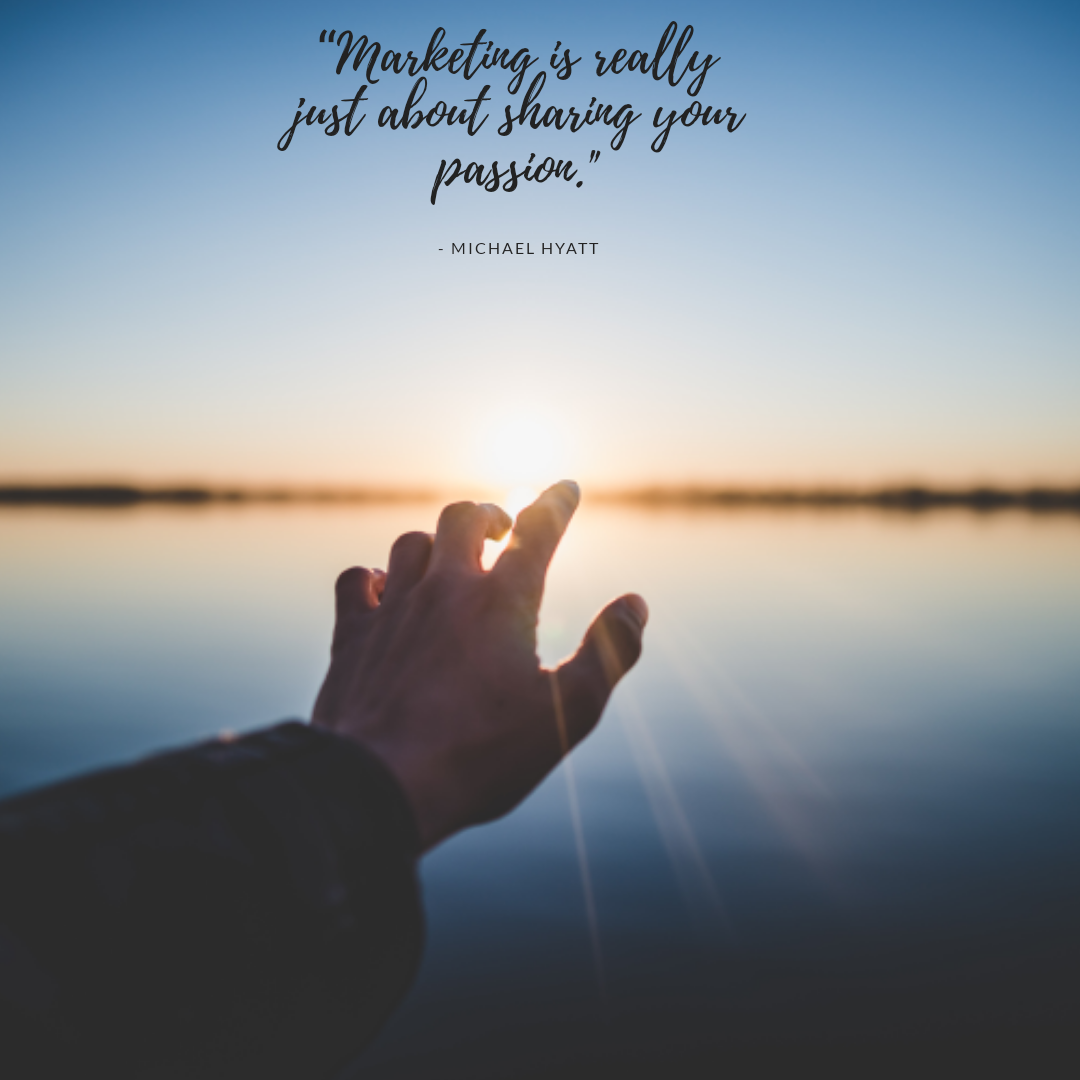 “Marketing is really
just about sharing your
passion."
- MICHAEL HYATT